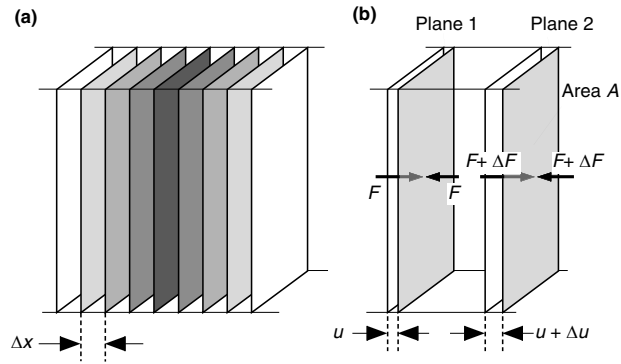 (a)
Δx
(b)
Plane 1
Plane 2
Area A
F
F
F + ΔF
F + ΔF
u
u + Δu